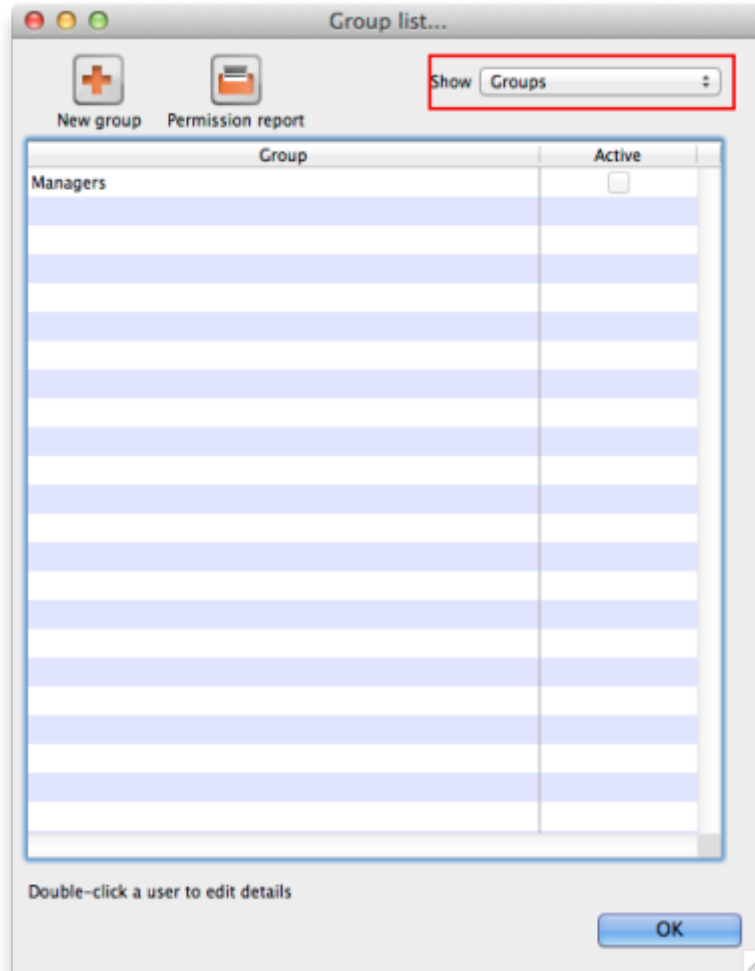 Group list...
Show Groups
New group Permission report
Group Active
Managers
Double-click a user to edit details
OK